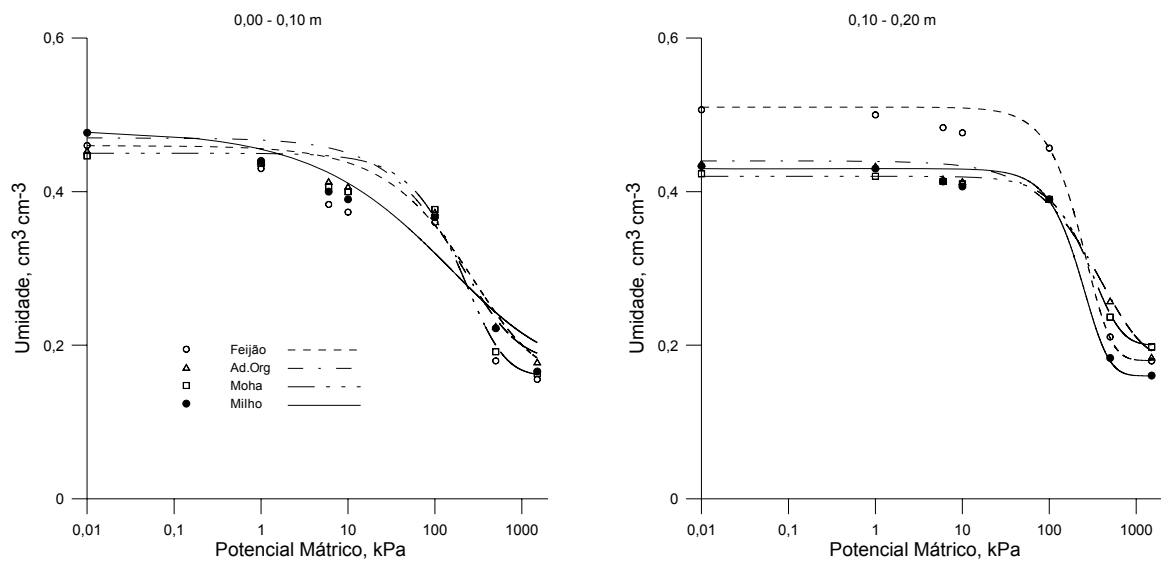 0,00 - 0,10 m
0,6
0,4
0,2
0
Umidade, cm3 cm-3
Feijão
Ad.Org
Moha
Milho
0,01 0,1 1 10 100 1000
Potencial Mátrico, kPa
0,10 - 0,20 m
0,6
0,4
0,2
0
Umidade, cm3 cm-3
0,01 0,1 1 10 100 1000
Potencial Mátrico, kPa